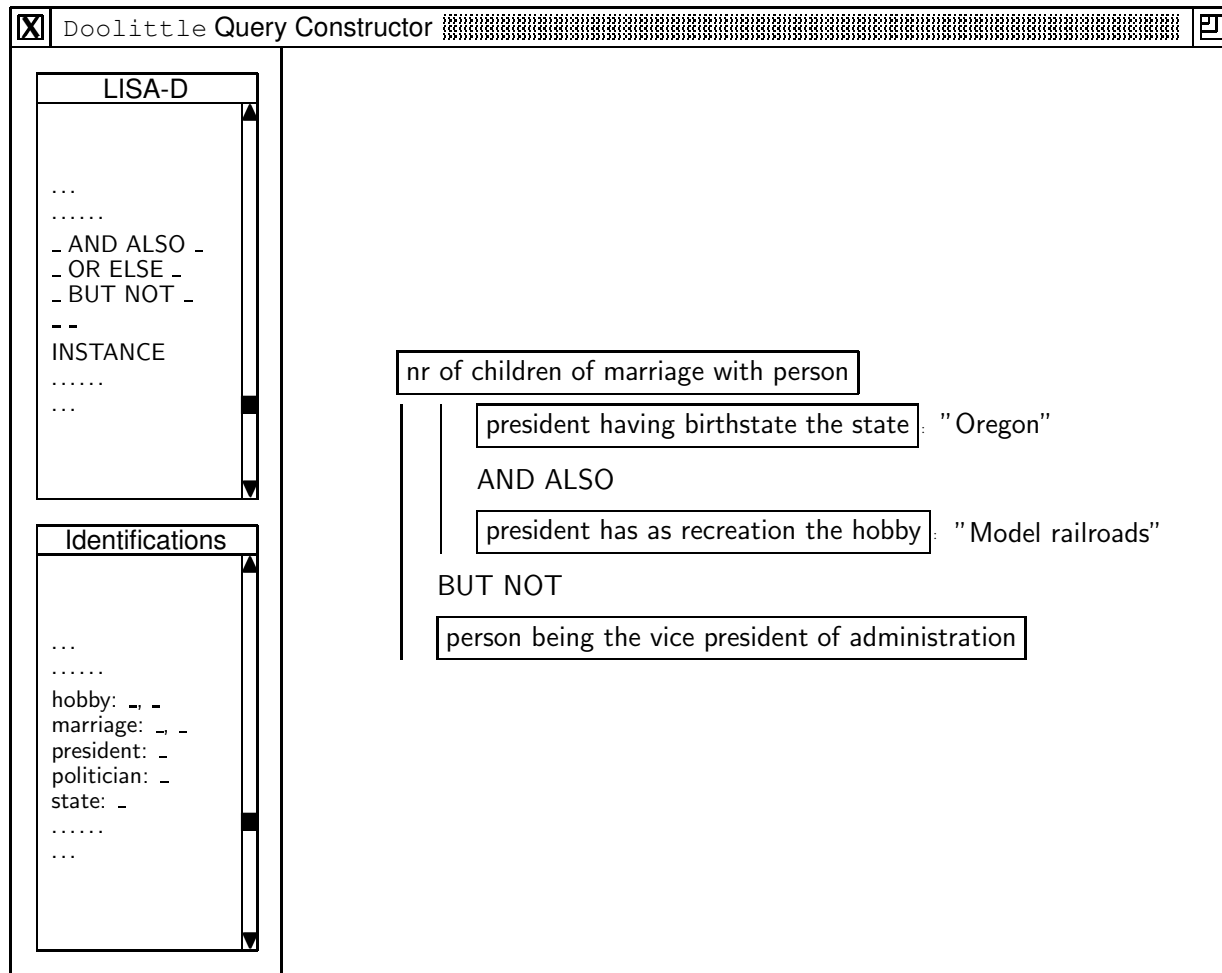 Doolittle Query Constructor
LISA-D
...
......
_ AND ALSO _
_ OR ELSE _
_ BUT NOT _
_ _
INSTANCE
......
...
Identifications
...
......
hobby: _, _
marriage: _, _
president: _
politician: _
state: _
......
...
nr of children of marriage with person
president having birthstate the state : "Oregon"
AND ALSO
president has as recreation the hobby : "Model railroads"
BUT NOT
person being the vice president of administration